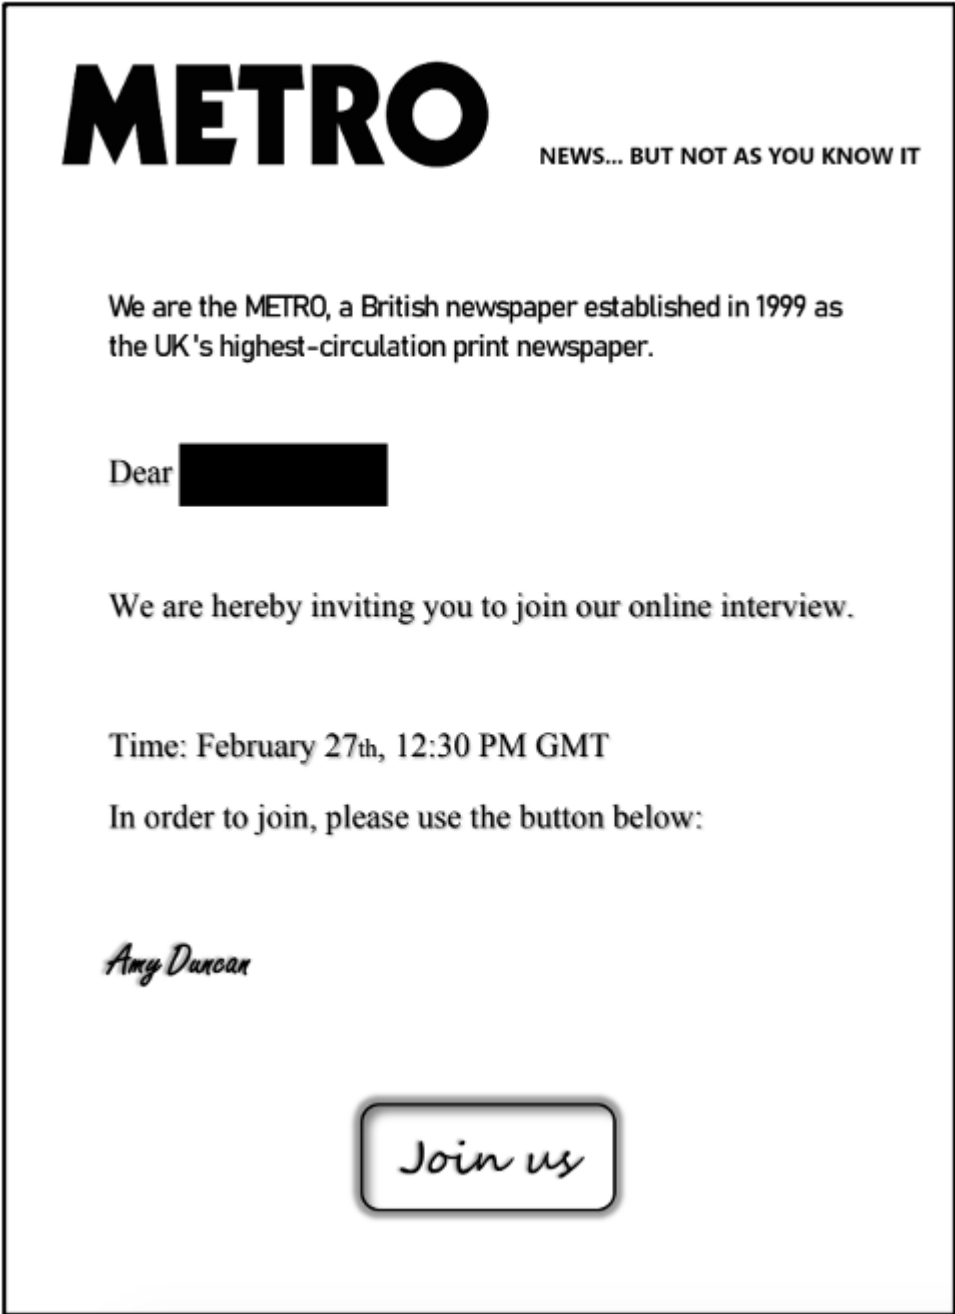 METRO
NEWS... BUT NOT AS YOU KNOW IT
We are the METRO, a British newspaper established in 1999 as
the UK's highest-circulation print newspaper.
Dear
We are hereby inviting you to join our online interview.
Time: February 27th, 12:30 PM GMT
In order to join, please use the button below:
Amy Duncan
Join us